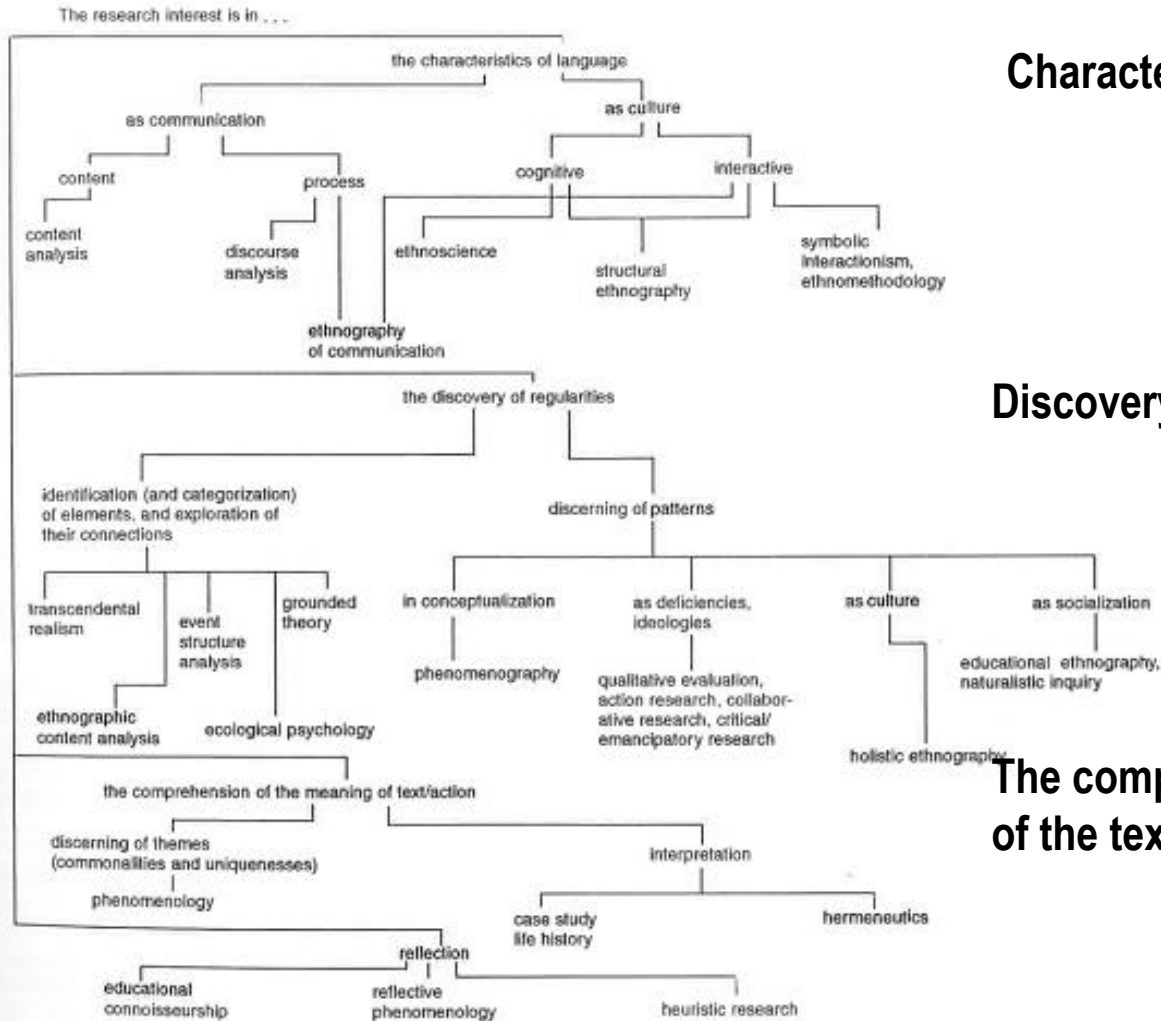 The research interest is in . . .
the characteristics of language
as communication
as culture
content
process
cognitive
interactive
content
analysis
discourse
analysis
ethnoscience
structural
ethnography
symbolic
interactionism,
ethnomethodology
ethnography
of communication
the discovery of regularities
identification (and categorization)
of elements, and exploration of
their connections
discerning of patterns
transcendental
realism
event
structure
analysis
grounded
theory
ethnographic
content analysis
ecological psychology
in conceptualization
as deficiencies,
ideologies
as culture
as socialization
phenomenography
qualitative evaluation,
action research, collabor-
ative research, critical/
emancipatory research
holistic ethnography
educational ethnography,
naturalistic inquiry
the comprehension of the meaning of text/action
discerning of themes
(commonalities and uniquenesses)
interpretation
phenomenology
case study
life history
hermeneutics
reflection
educational
connoisseurship
reflective
phenomenology
heuristic research
Characte
Discovery
The comp
of the tex